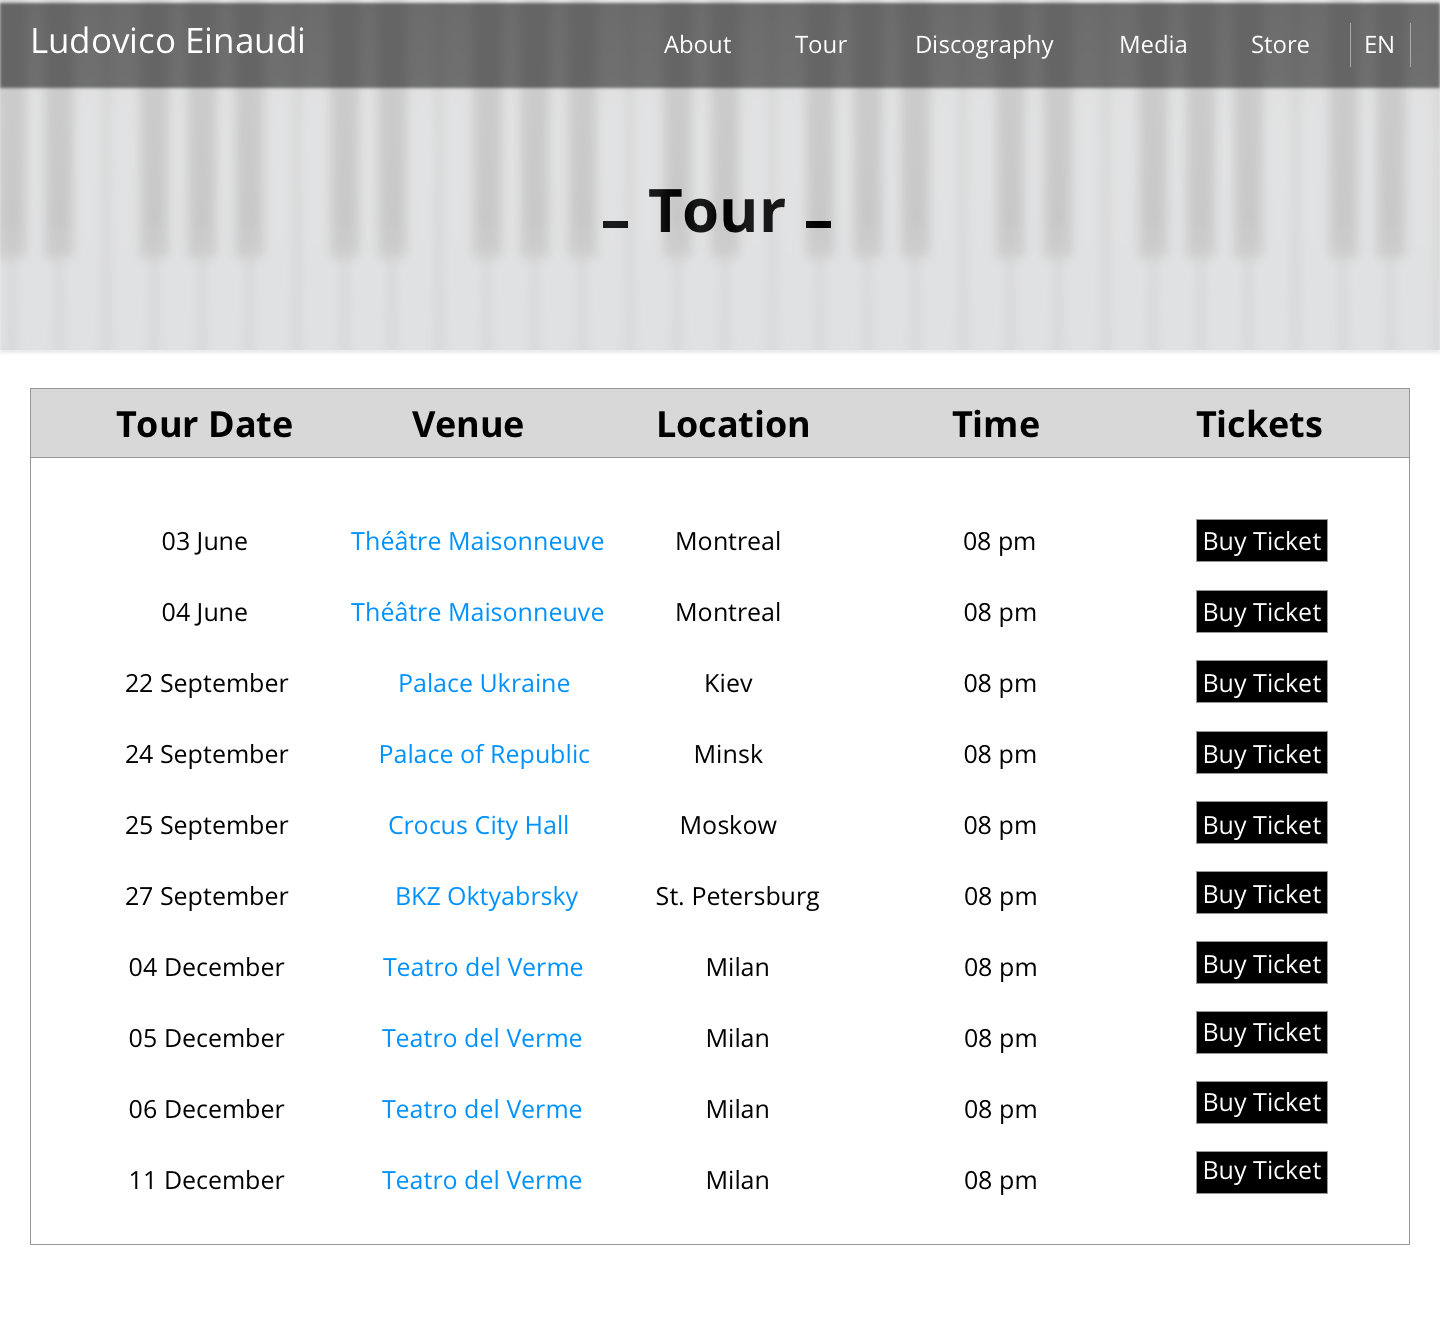 Ludovico Einaudi About Tour Discography Media Store EN
– Tour –
Tour Date Venue Location Time Tickets
03 June Théâtre Maisonneuve Montreal 08 pm Buy Ticket
04 June Théâtre Maisonneuve Montreal 08 pm Buy Ticket
22 September Palace Ukraine Kiev 08 pm Buy Ticket
24 September Palace of Republic Minsk 08 pm Buy Ticket
25 September Crocus City Hall Moskow 08 pm Buy Ticket
27 September BKZ Oktyabrsky St. Petersburg 08 pm Buy Ticket
04 December Teatro del Verme Milan 08 pm Buy Ticket
05 December Teatro del Verme Milan 08 pm Buy Ticket
06 December Teatro del Verme Milan 08 pm Buy Ticket
11 December Teatro del Verme Milan 08 pm Buy Ticket